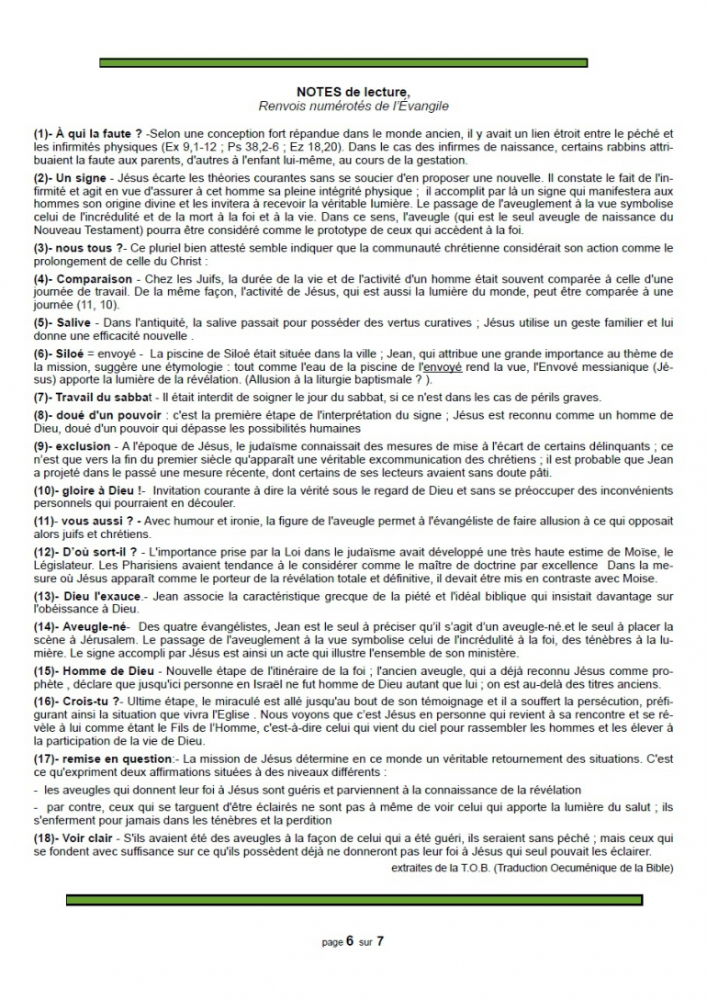 NOTES de lecture,
Renvois numérotés de l'Évangile
(1)- À qui la faute ? -Selon une conception fort répandue dans le monde ancien, il y avait un lien étroit entre le péché et
les infirmités physiques (Ex 9,1-12 ; Ps 38,2-6 ; Ez 18,20). Dans le cas des infirmes de naissance, certains rabbins attri-
buaient la faute aux parents, d'autres à l'enfant lui-même, au cours de la gestation.
(2)- Un signe - Jésus écarte les théories courantes sans se soucier d'en proposer une nouvelle. Il constate le fait de l'in-
firmité et agit en vue d'assurer à cet homme sa pleine intégrité physique ; il accomplit par là un signe qui manifestera aux
hommes son origine divine et les invitera à recevoir la véritable lumière. Le passage de l'aveuglement à la vue symbolise
celui de l'incrédulité et de la mort à la foi et à la vie. Dans ce sens, l'aveugle (qui est le seul aveugle de naissance du
Nouveau Testament) pourra être considéré comme le prototype de ceux qui accèdent à la foi.
(3)- nous tous ?- Ce pluriel bien attesté semble indiquer que la communauté chrétienne considérait son action comme le
prolongement de celle du Christ :
(4)- Comparaison - Chez les Juifs, la durée de la vie et de l'activité d'un homme était souvent comparée à celle d'une
journée de travail. De la même façon, l'activité de Jésus, qui est aussi la lumière du monde, peut être comparée à une
journée (11, 10).
(5)- Salive - Dans l'antiquité, la salive passait pour posséder des vertus curatives ; Jésus utilise un geste familier et lui
donne une efficacité nouvelle .
(6)- Siloé = envoyé - La piscine de Siloé était située dans la ville ; Jean, qui attribue une grande importance au thème de
la mission, suggère une étymologie : tout comme l'eau de la piscine de l'envoyé rend la vue, l'Envové messianique (Jé-
sus) apporte la lumière de la révélation. (Allusion à la liturgie baptismale ? ).
(7)- Travail du sabbat - Il était interdit de soigner le jour du sabbat, si ce n'est dans les cas de périls graves.
(8)- doué d'un pouvoir : c'est la première étape de l'interprétation du signe ; Jésus est reconnu comme un homme de
Dieu, doué d'un pouvoir qui dépasse les possibilités humaines
(9)- exclusion - A l'époque de Jésus, le judaïsme connaissait des mesures de mise à l'écart de certains délinquants ; ce
n'est que vers la fin du premier siècle qu'apparaît une véritable excommunication des chrétiens ; il est probable que Jean
a projeté dans le passé une mesure récente, dont certains de ses lecteurs avaient sans doute pâti.
(10)- gloire à Dieu !- Invitation courante à dire la vérité sous le regard de Dieu et sans se préoccuper des inconvénients
personnels qui pourraient en découler.
(11)- vous aussi ? - Avec humour et ironie, la figure de l'aveugle permet à l'évangéliste de faire allusion à ce qui opposait
alors juifs et chrétiens.
(12)- D'où sort-il ? - L'importance prise par la Loi dans le judaïsme avait développé une très haute estime de Moïse, le
Législateur. Les Pharisiens avaient tendance à le considérer comme le maître de doctrine par excellence Dans la me-
sure où Jésus apparaît comme le porteur de la révélation totale et définitive, il devait étre mis en contraste avec Moise.
(13)- Dieu l'exauce.- Jean associe la caractéristique grecque de la piété et l'idéal biblique qui insistait davantage sur
l'obéissance à Dieu.
(14)- Aveugle-né- Des quatre évangélistes, Jean est le seul à préciser qu'il s'agit d'un aveugle-né.et le seul à placer la
scène à Jérusalem. Le passage de l'aveuglement à la vue symbolise celui de l'incrédulité à la foi, des ténèbres à la lu-
mière. Le signe accompli par Jésus est ainsi un acte qui illustre l'ensemble de son ministère.
(15)- Homme de Dieu - Nouvelle étape de l'itinéraire de la foi ; l'ancien aveugle, qui a déjà reconnu Jésus comme pro-
phète , déclare que jusqu'ici personne en Israël ne fut homme de Dieu autant que lui ; on est au-delà des titres anciens.
(16)- Crois-tu ?- Ultime étape, le miraculé est allé jusqu'au bout de son témoignage et il a souffert la persécution, préfi-
gurant ainsi la situation que vivra l'Eglise . Nous voyons que c'est Jésus en personne qui revient à sa rencontre et se ré-
vèle à lui comme étant le Fils de l'Homme, c'est-à-dire celui qui vient du ciel pour rassembler les hommes et les élever à
la participation de la vie de Dieu.
(17)- remise en question:- La mission de Jésus détermine en ce monde un véritable retournement des situations. C'est
ce qu'expriment deux affirmations situées à des niveaux différents :
- les aveugles qui donnent leur foi à Jésus sont guéris et parviennent à la connaissance de la révélation
- par contre, ceux qui se targuent d'être éclairés ne sont pas à même de voir celui qui apporte la lumière du salut ; ils
s'enferment pour jamais dans les ténèbres et la perdition
(18)- Voir clair - S'ils avaient été des aveugles à la façon de celui qui a été guéri, ils seraient sans péché ; mais ceux qui
se fondent avec suffisance sur ce qu'ils possèdent déjà ne donneront pas leur foi à Jésus qui seul pouvait les éclairer.
extraites de la T.O.B. (Traduction Oecuménique de la Bible)
page 6 sur 7